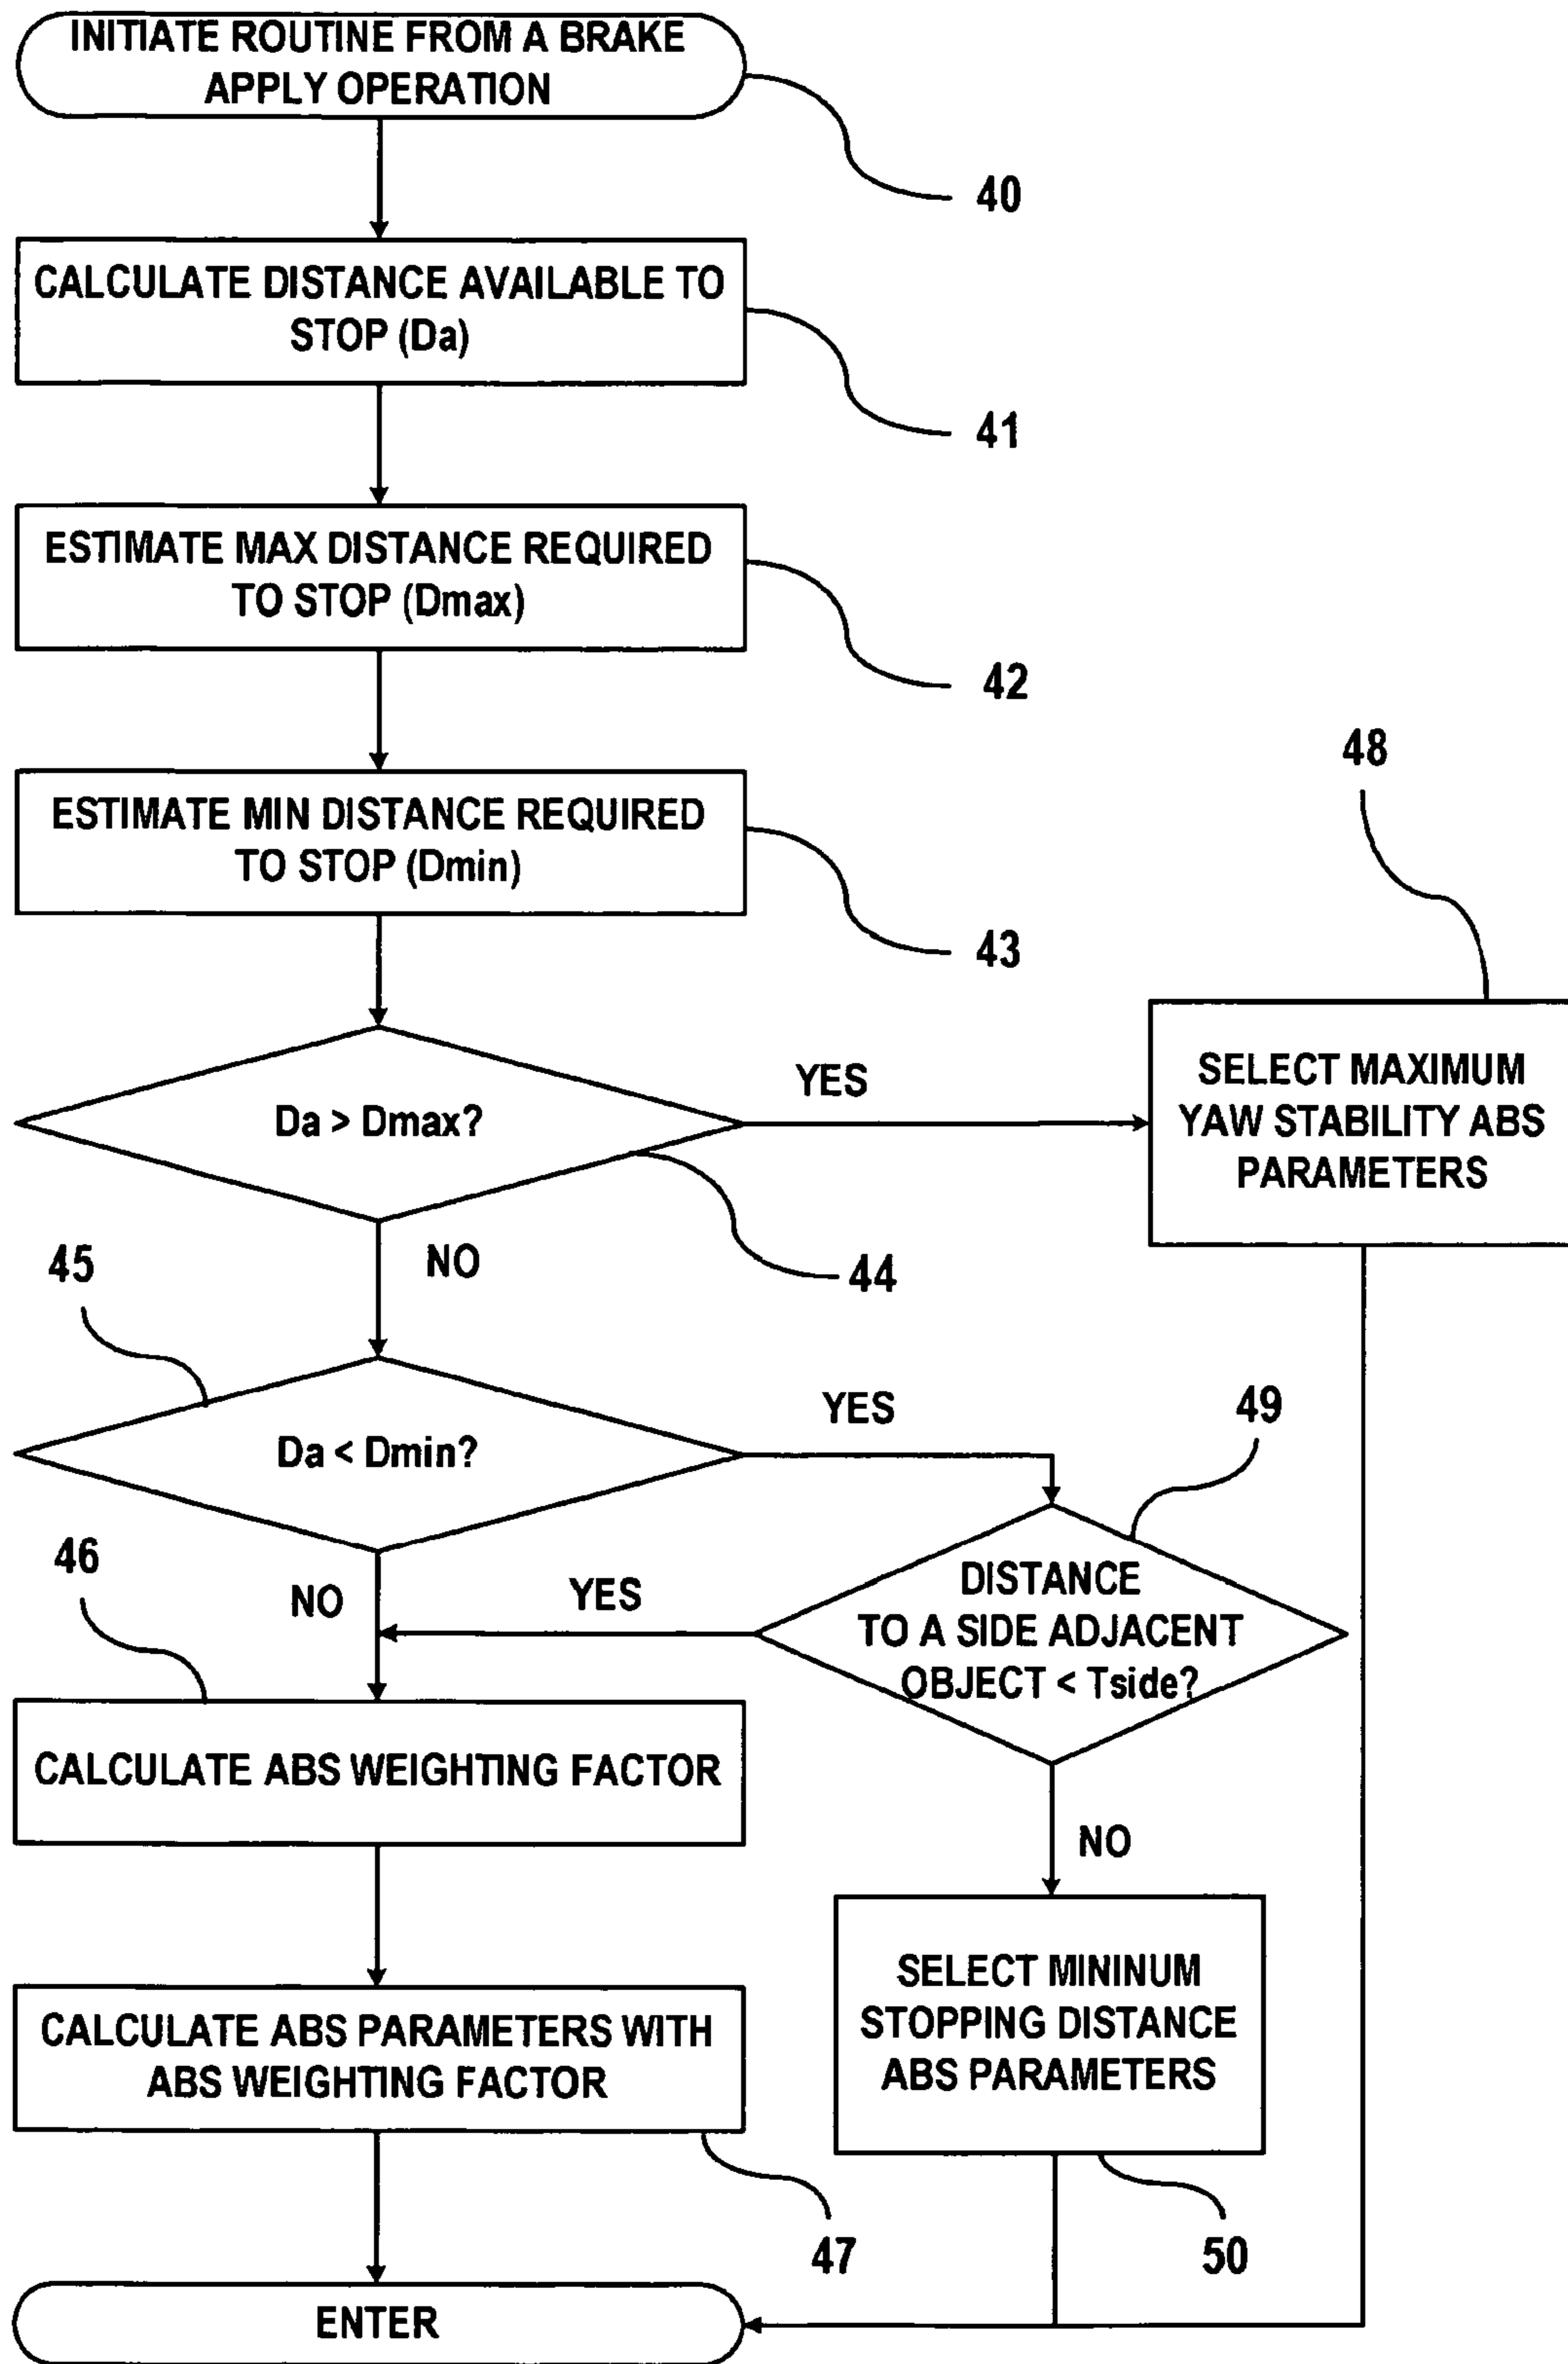 INITIATE ROUTINE FROM A BRAKE
APPLY OPERATION
40
CALCULATE DISTANCE AVAILABLE TO
STOP (Da)
41
ESTIMATE MAX DISTANCE REQUIRED
TO STOP (Dmax)
42
ESTIMATE MIN DISTANCE REQUIRED
TO STOP (Dmin)
43
48
SELECT MAXIMUM
YAW STABILITY ABS
PARAMETERS
YES
Da > Dmax?
44
NO
45
YES
Da < Dmin?
49
46
NO
YES
DISTANCE
TO A SIDE ADJACENT
OBJECT < Tside?
CALCULATE ABS WEIGHTING FACTOR
NO
SELECT MININUM
STOPPING DISTANCE
ABS PARAMETERS
CALCULATE ABS PARAMETERS WITH
ABS WEIGHTING FACTOR
47
50
ENTER